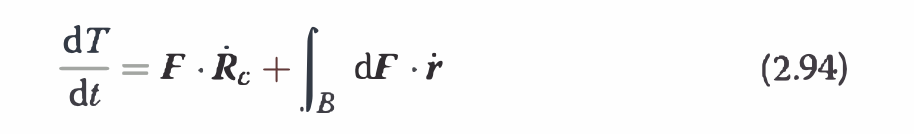 dT/dt = F · Ṙ_c + ∫_B dF · ṙ (2.94)